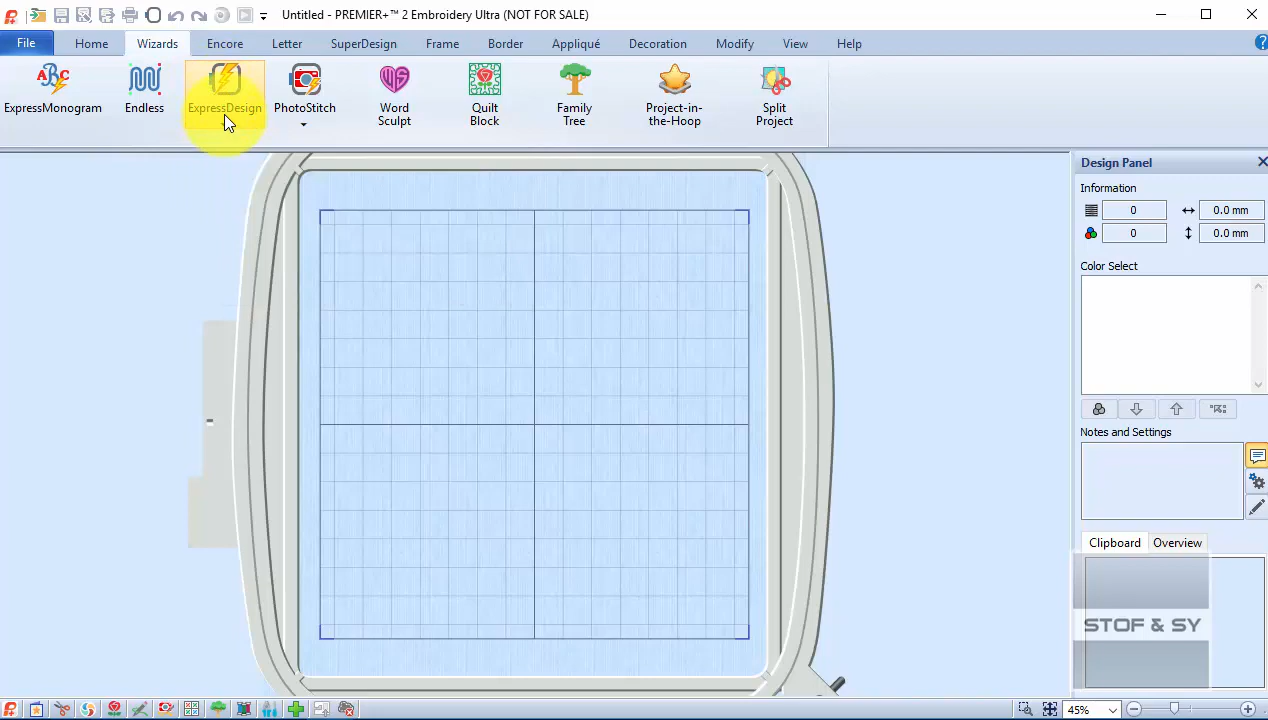 Untitled - PREMIER+™ 2 Embroidery Ultra (NOT FOR SALE)
File Home Wizards Encore Letter SuperDesign Frame Border Appliqué Decoration Modify View Help
ExpressMonogram
Endless
ExpressDesign
PhotoStitch
Word
Sculpt
Quilt
Block
Family
Tree
Project-in-
the-Hoop
Split
Project
Design Panel
Information
0 0.0 mm
0 0.0 mm
Color Select
Notes and Settings
Clipboard Overview
STOF & SY
45%